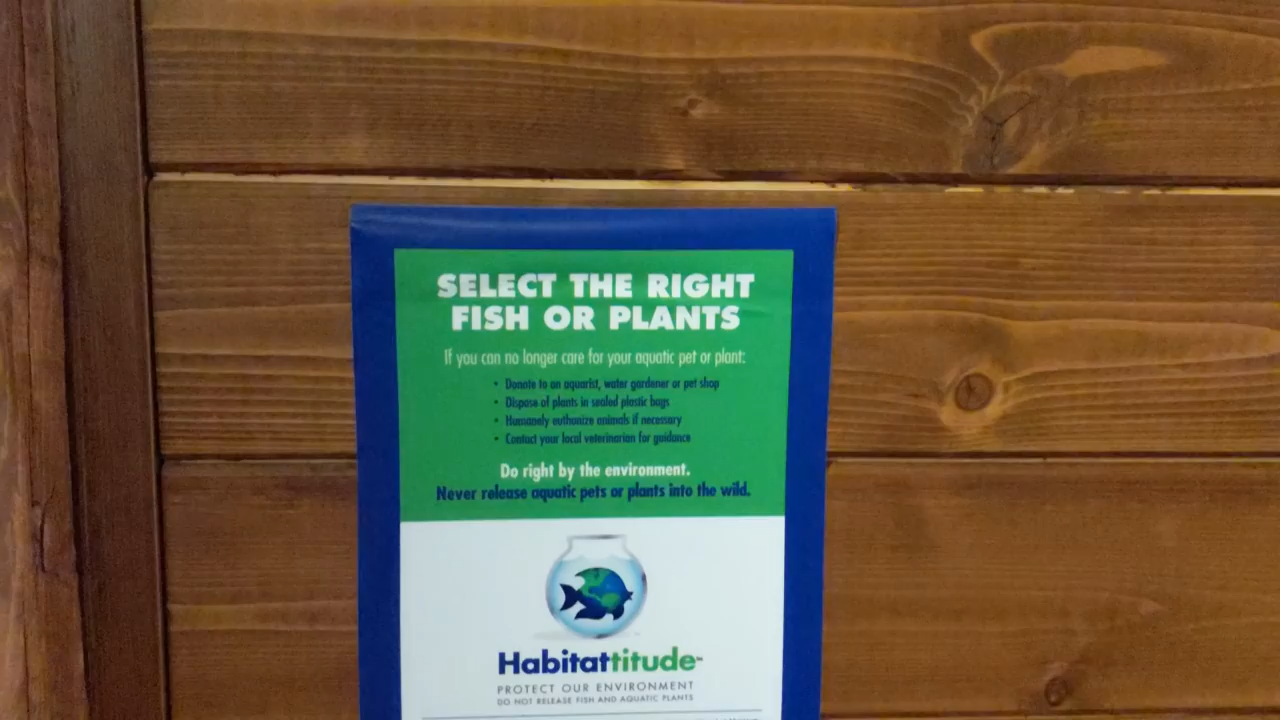 SELECT THE RIGHT
FISH OR PLANTS
If you can no longer care for your aquatic pet or plant:
• Donate to an aquarist, water gardener or pet shop
• Dispose of plants in sealed plastic bags
• Humanely euthanize animals if necessary
• Contact your local veterinarian for guidance
Do right by the environment.
Never release aquatic pets or plants into the wild.
Habitattitude™
PROTECT OUR ENVIRONMENT
DO NOT RELEASE FISH AND AQUATIC PLANTS